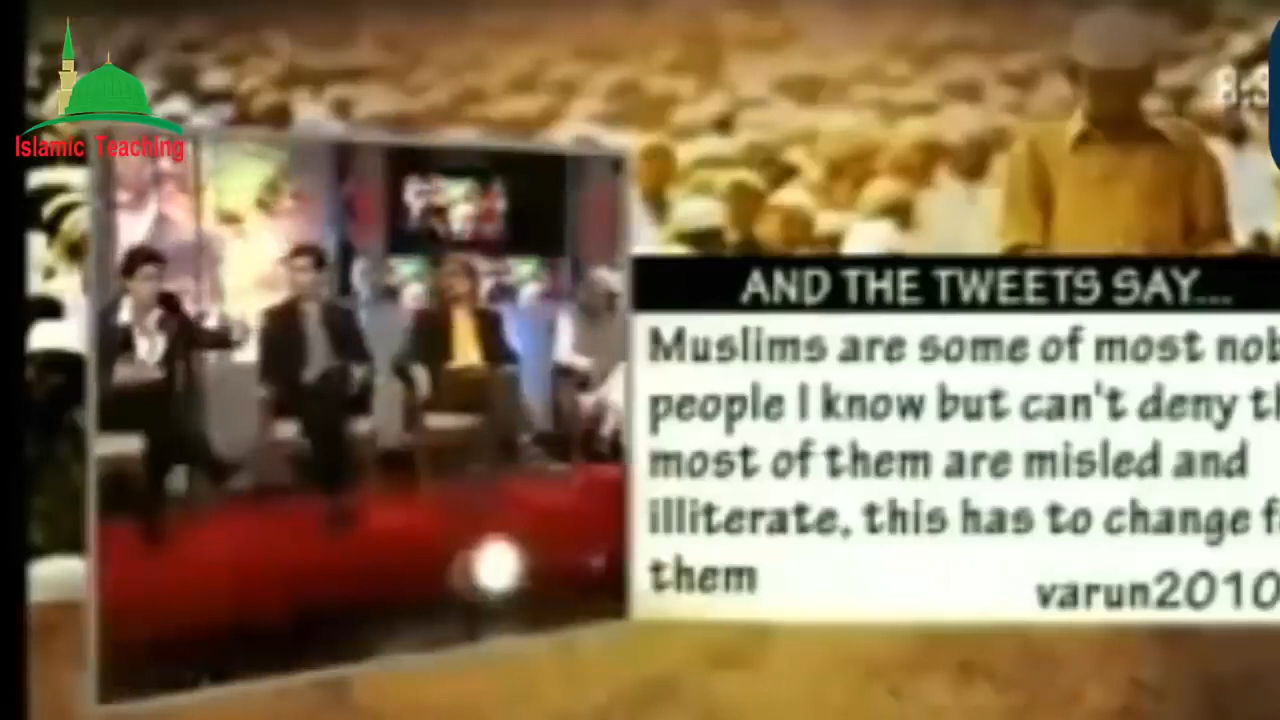 Islamic Teaching
AND THE TWEETS SAY...
Muslims are some of most
people I know but can't deny
most of them are misled and
illiterate, this has to change
them
varun2010